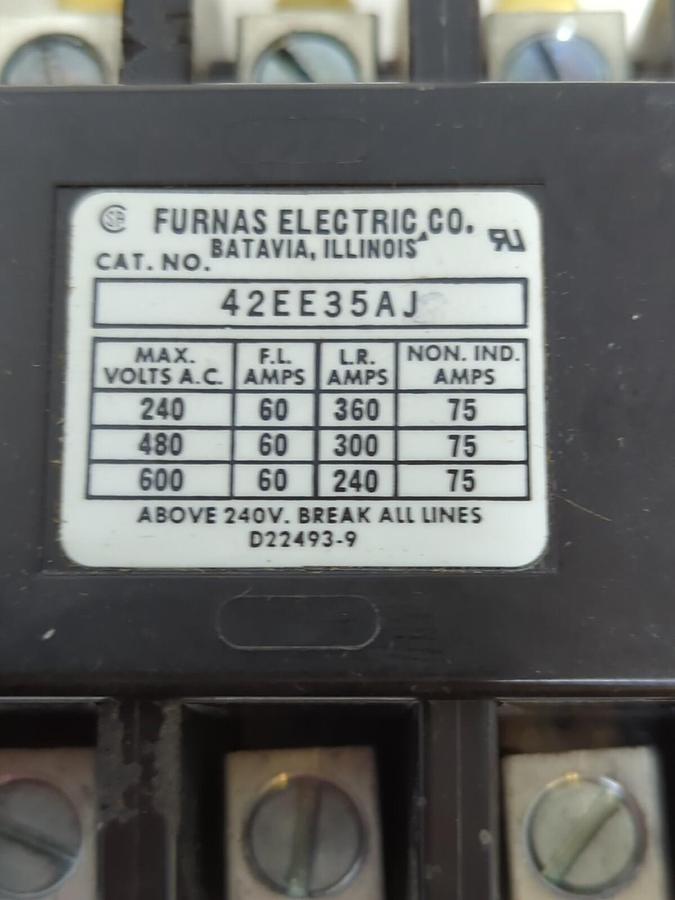 FURNAS ELECTRIC CO.
BATAVIA, ILLINOIS
CAT. NO.
42EE35AJ
MAX. VOLTS A.C. F.L. AMPS L.R. AMPS NON. IND. AMPS
240 60 360 75
480 60 300 75
600 60 240 75
ABOVE 240V. BREAK ALL LINES
D22493-9